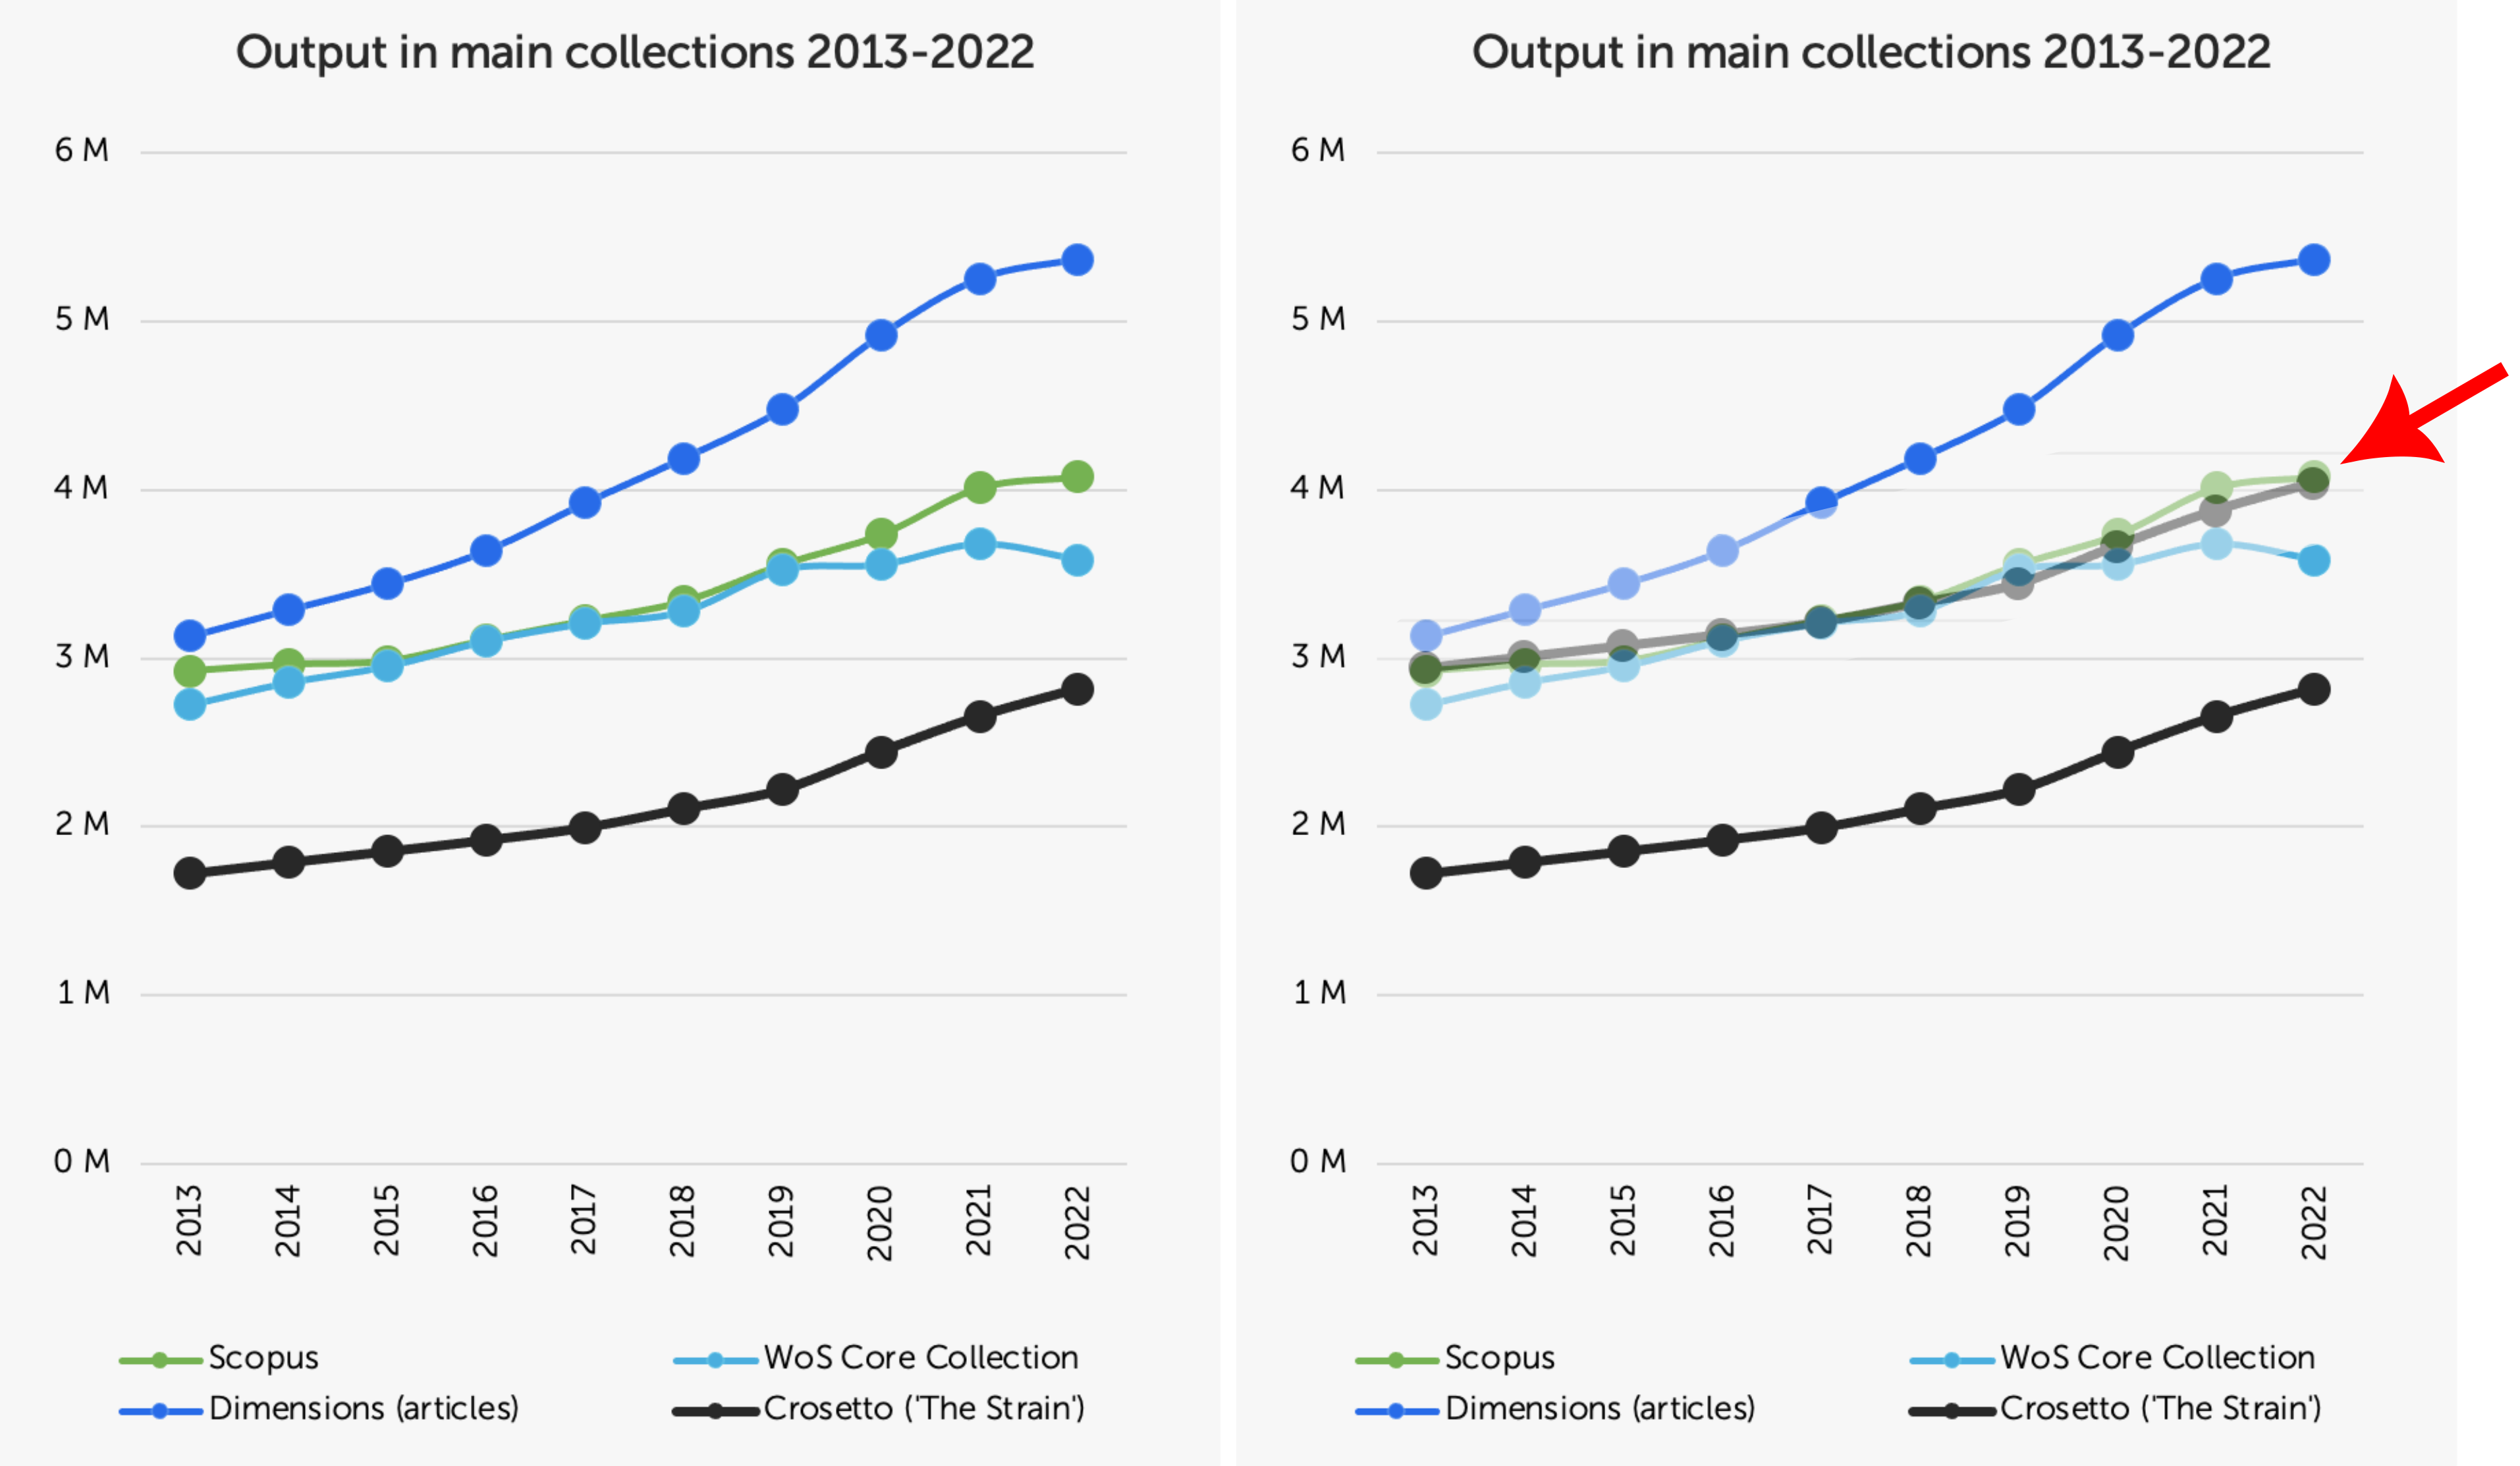 Output in main collections 2013-2022
6 M
5 M
4 M
3 M
2 M
1 M
0 M
2013
2014
2015
2016
2017
2018
2019
2020
2021
2022
Scopus
WoS Core Collection
Dimensions (articles)
Crosetto ('The Strain')
Output in main collections 2013-2022
6 M
5 M
4 M
3 M
2 M
1 M
0 M
2013
2014
2015
2016
2017
2018
2019
2020
2021
2022
Scopus
WoS Core Collection
Dimensions (articles)
Crosetto ('The Strain')